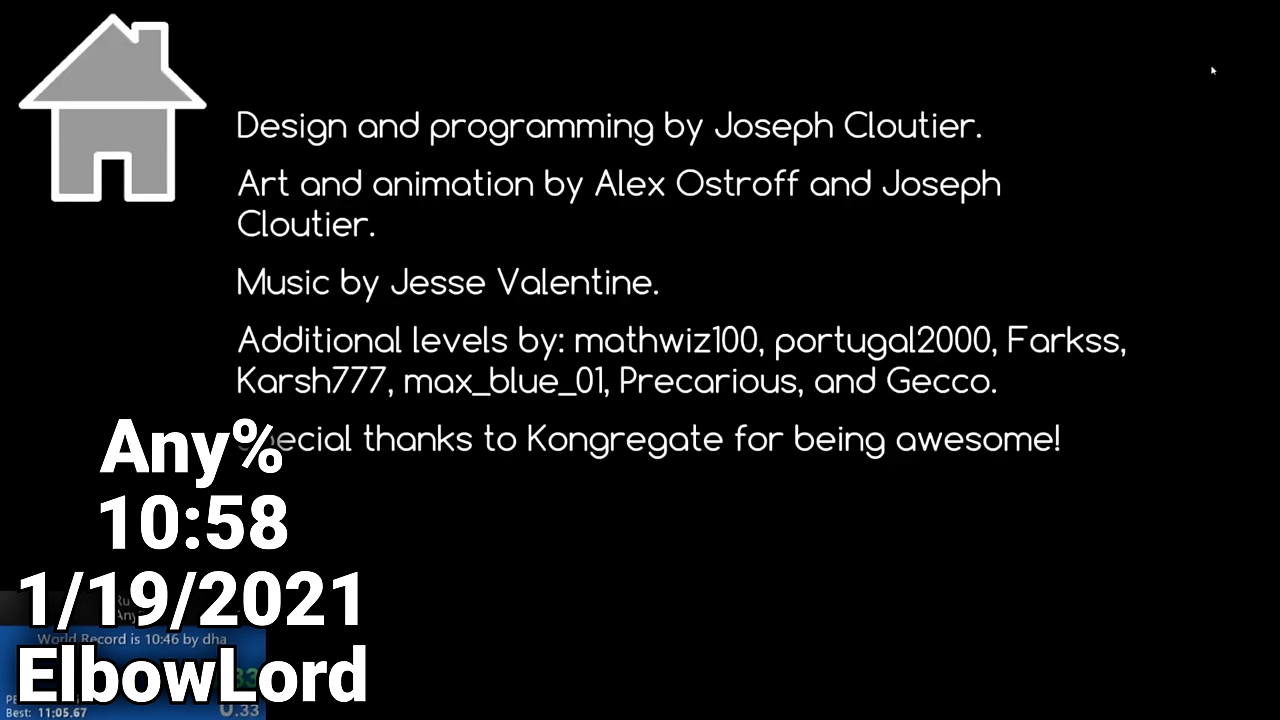 Design and programming by Joseph Cloutier.
Art and animation by Alex Ostroff and Joseph
Cloutier.
Music by Jesse Valentine.
Additional levels by: mathwiz100, portugal2000, Farkss,
Karsh777, max_blue_01, Precarious, and Gecco.
Special thanks to Kongregate for being awesome!
Any%
10:58
1/19/2021
World Record is 10:46 by dha
ElbowLord
Best: 11:05.67
0.33